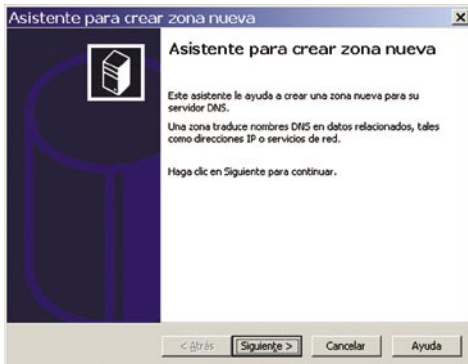 Asistente para crear zona nueva
Asistente para crear zona nueva
Este asistente le ayuda a crear una zona nueva para su
servidor DNS.
Una zona traduce nombres DNS en datos relacionados, tales
como direcciones IP o servicios de red.
Haga clic en Siguiente para continuar.
< Atrás Siguiente > Cancelar Ayuda